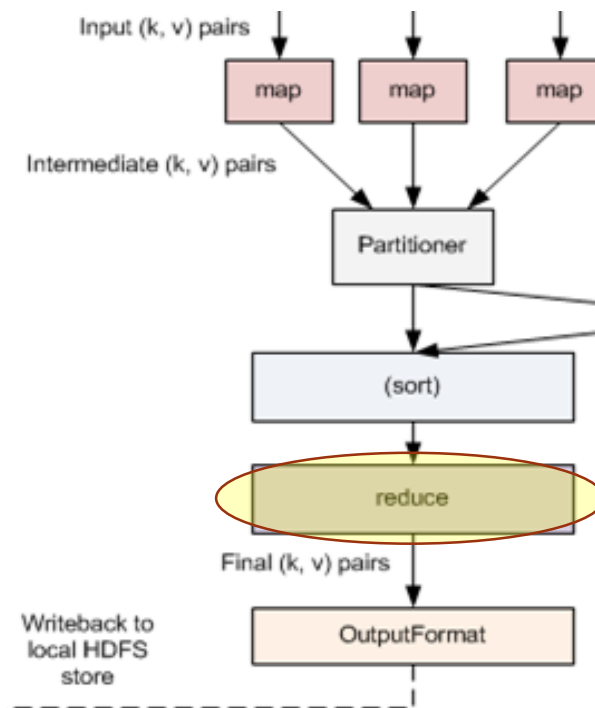 Input (k, v) pairs
map
map
map
Intermediate (k, v) pairs
Partitioner
(sort)
reduce
Final (k, v) pairs
Writeback to
local HDFS
store
OutputFormat